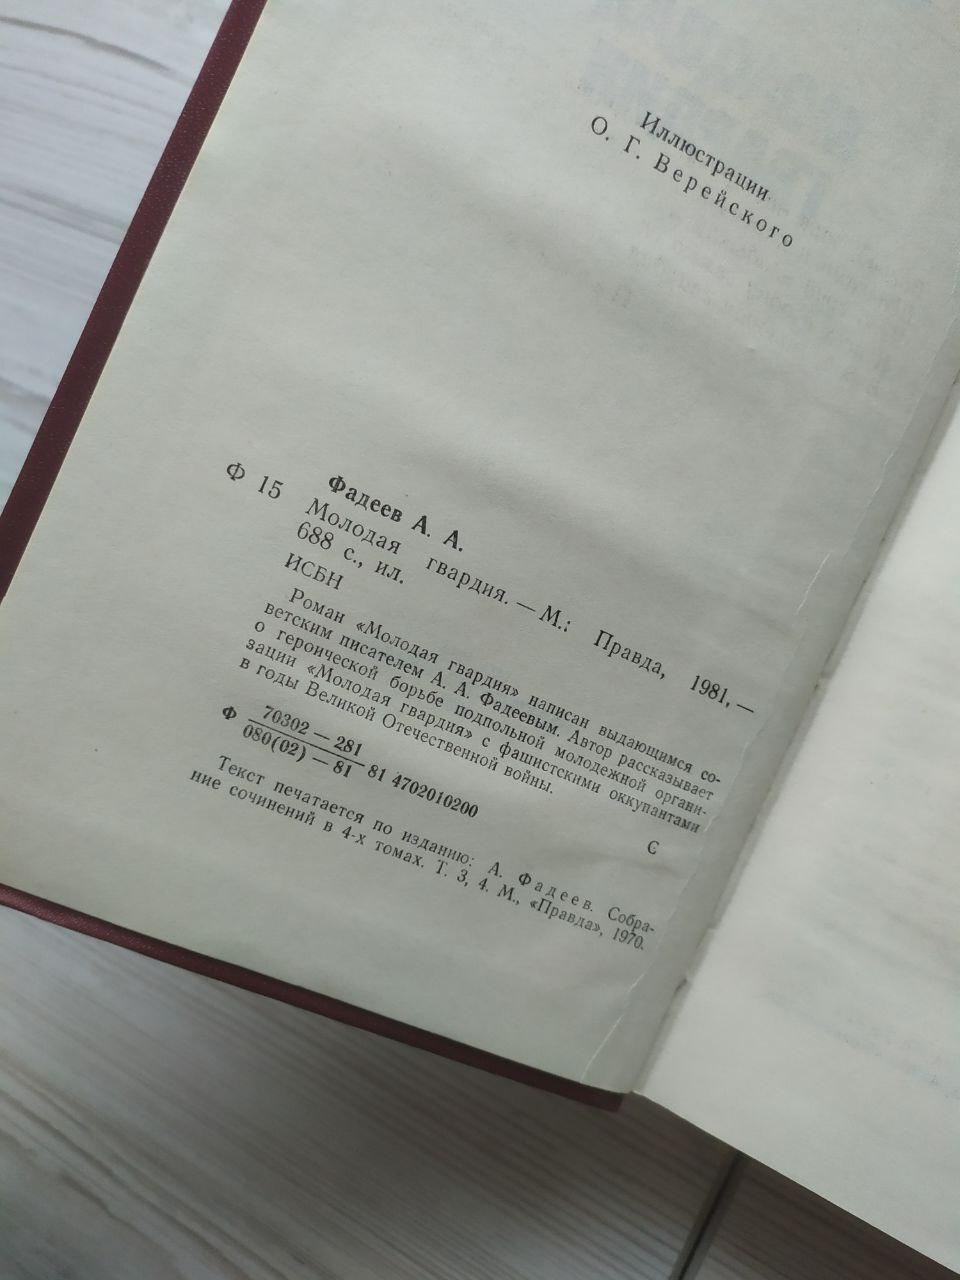 Иллюстрации
О. Г. Верейского
Фадеев А. А.
Ф 15 Молодая гвардия. — М.: Правда, 1981, —
688 с., ил.
ИСБН
Роман «Молодая гвардия» написан выдающимся со-
ветским писателем А. А. Фадеевым. Автор рассказывает
о героической борьбе подпольной молодежной органи-
зации «Молодая гвардия» с фашистскими оккупантами
в годы Великой Отечественной войны.
Ф 70302 — 281
080(02) — 81 81 4702010200
С
Текст печатается по изданию: А. Фадеев. Собра-
ние сочинений в 4-х томах. Т. 3, 4. М., «Правда», 1970.